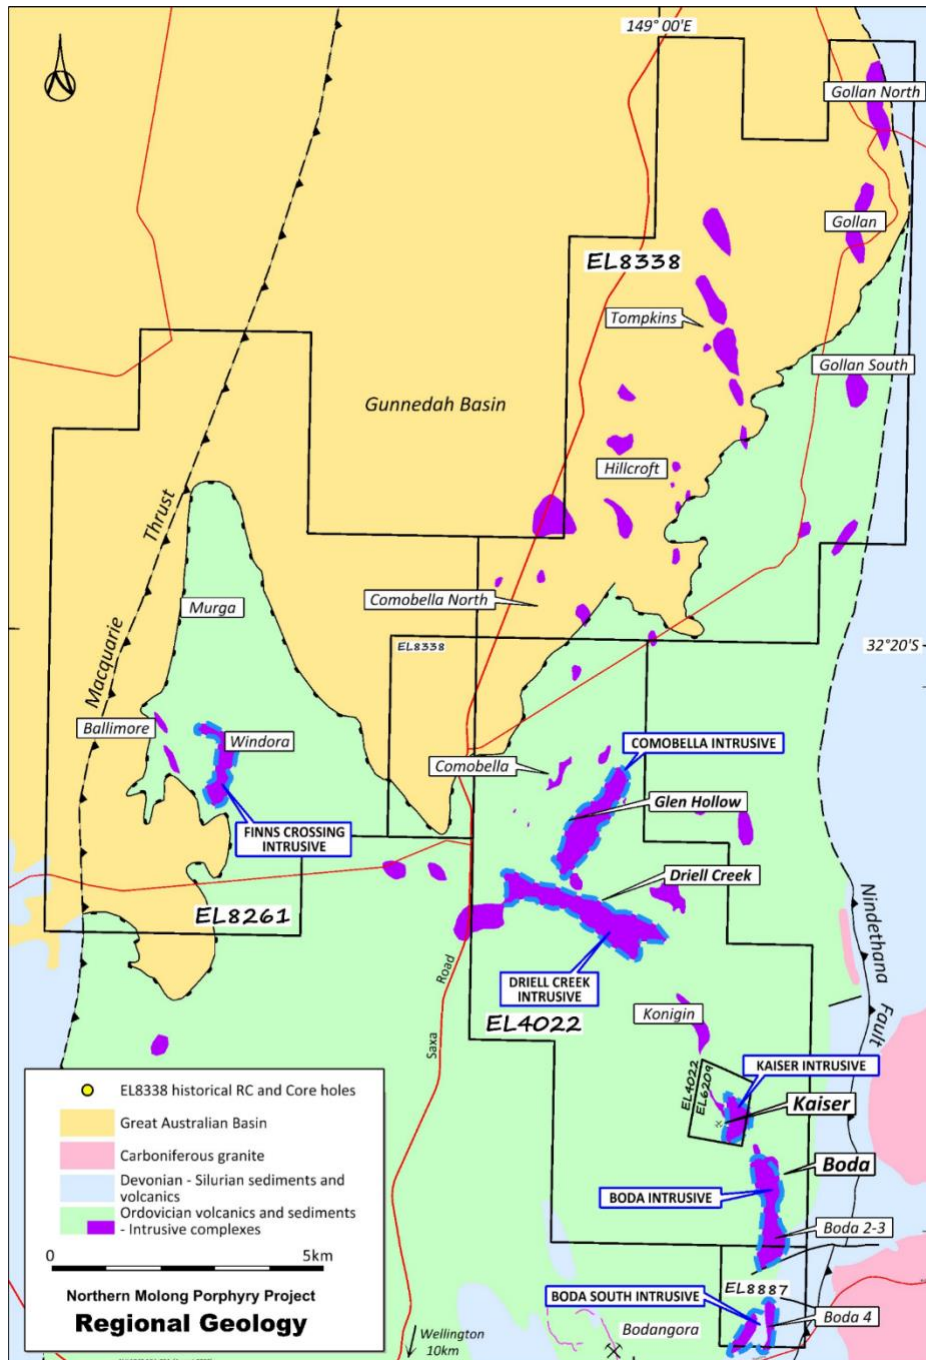 149° 00'E
Gollan North
Gollan
EL8338
Tompkins
Gollan South
Gunnedah Basin
Hillcroft
Thrust
Macquarie
Murga
Comobella North
EL8338
32°20'S
Ballimore
Windora
COMOBELLA INTRUSIVE
Comobella
Glen Hollow
FINNS CROSSING
INTRUSIVE
Driell Creek
EL8261
Nindethana
Fault
Road
Saxa
DRIELL CREEK
INTRUSIVE
EL4022
Konigin
KAISER INTRUSIVE
EL4022
EL6209
Kaiser
Boda
BODA INTRUSIVE
Boda 2-3
EL8887
BODA SOUTH INTRUSIVE
Boda 4
Bodangora
Wellington
10km
EL8338 historical RC and Core holes
Great Australian Basin
Carboniferous granite
Devonian - Silurian sediments and
volcanics
Ordovician volcanics and sediments
- Intrusive complexes
0 5km
Northern Molong Porphyry Project
Regional Geology